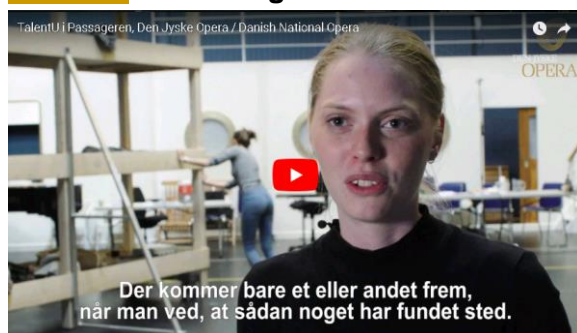 TalentU i Passageren, Den Jyske Opera / Danish National Opera
OPERA
Der kommer bare et eller andet frem,
når man ved, at sådan noget har fundet sted.